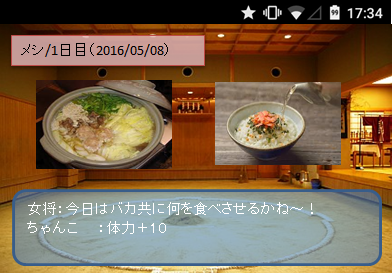 99 17:34
メシ/1日目(2016/05/08)
女将:今日はバカ共に何を食べさせるかね~!
ちゃんこ :体力+10